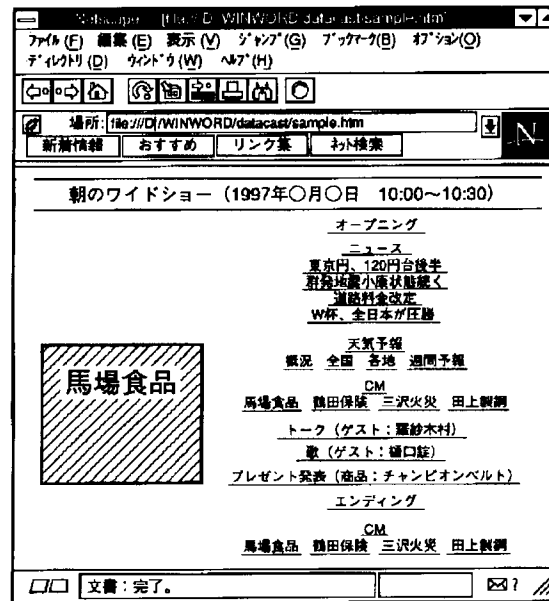 Netscape - [file:///D|/WINWORD/datacast/sample.htm]
ファイル(F) 編集(E) 表示(V) ジャンプ(G) ブックマーク(B) オプション(O)
ディレクトリ(D) ウィンドウ(W) ヘルプ(H)
場所: file:///D|/WINWORD/datacast/sample.htm
N
新着情報 おすすめ リンク集 ネット検索
朝のワイドショー(1997年○月○日 10:00〜10:30)
オープニング
ニュース
東京円、120円台後半
群発地震小康状態続く
道路料金改定
W杯、全日本が圧勝
天気予報
概況 全国 各地 週間予報
馬場食品
CM
馬場食品 鶴田保険 三沢火災 田上製鋼
トーク(ゲスト:羅紗木村)
歌(ゲスト:樋口錠)
プレゼント発表(商品:チャンピオンベルト)
エンディング
CM
馬場食品 鶴田保険 三沢火災 田上製鋼
文書:完了。
?